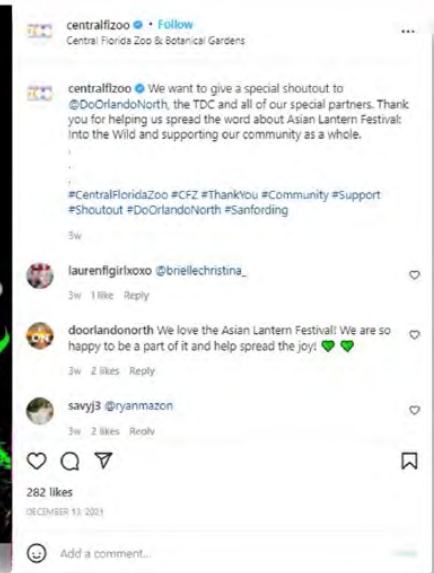 centralflzoo • Follow
Central Florida Zoo & Botanical Gardens
centralflzoo We want to give a special shoutout to
@DoOrlandoNorth, the TDC and all of our special partners. Thank
you for helping us spread the word about Asian Lantern Festival:
Into the Wild and supporting our community as a whole.
.
.
.
#CentralFloridaZoo #CFZ #ThankYou #Community #Support
#Shoutout #DoOrlandoNorth #Sanfording
3w
laurenflgirlxoxo @briellechristina_
3w 1 like Reply
doorlandonorth We love the Asian Lantern Festival! We are so
happy to be a part of it and help spread the joy! 💚 💚
3w 2 likes Reply
savyj3 @ryanmazon
3w 2 likes Reply
282 likes
DECEMBER 13, 2021
Add a comment...